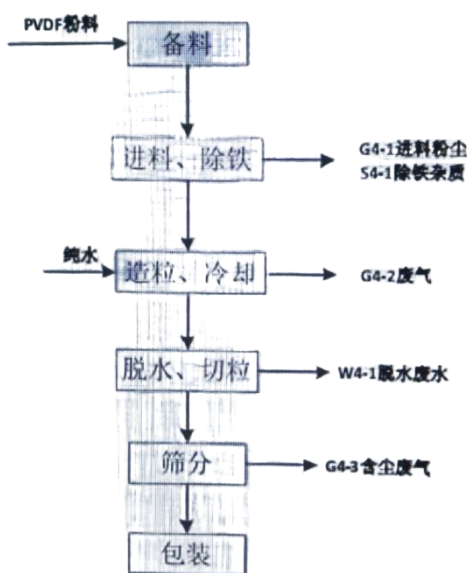 PVDF粉料
备料
进料、除铁
G4-1进料粉尘
S4-1除铁杂质
纯水
造粒、冷却
G4-2废气
脱水、切粒
W4-1脱水废水
筛分
G4-3含尘废气
包装